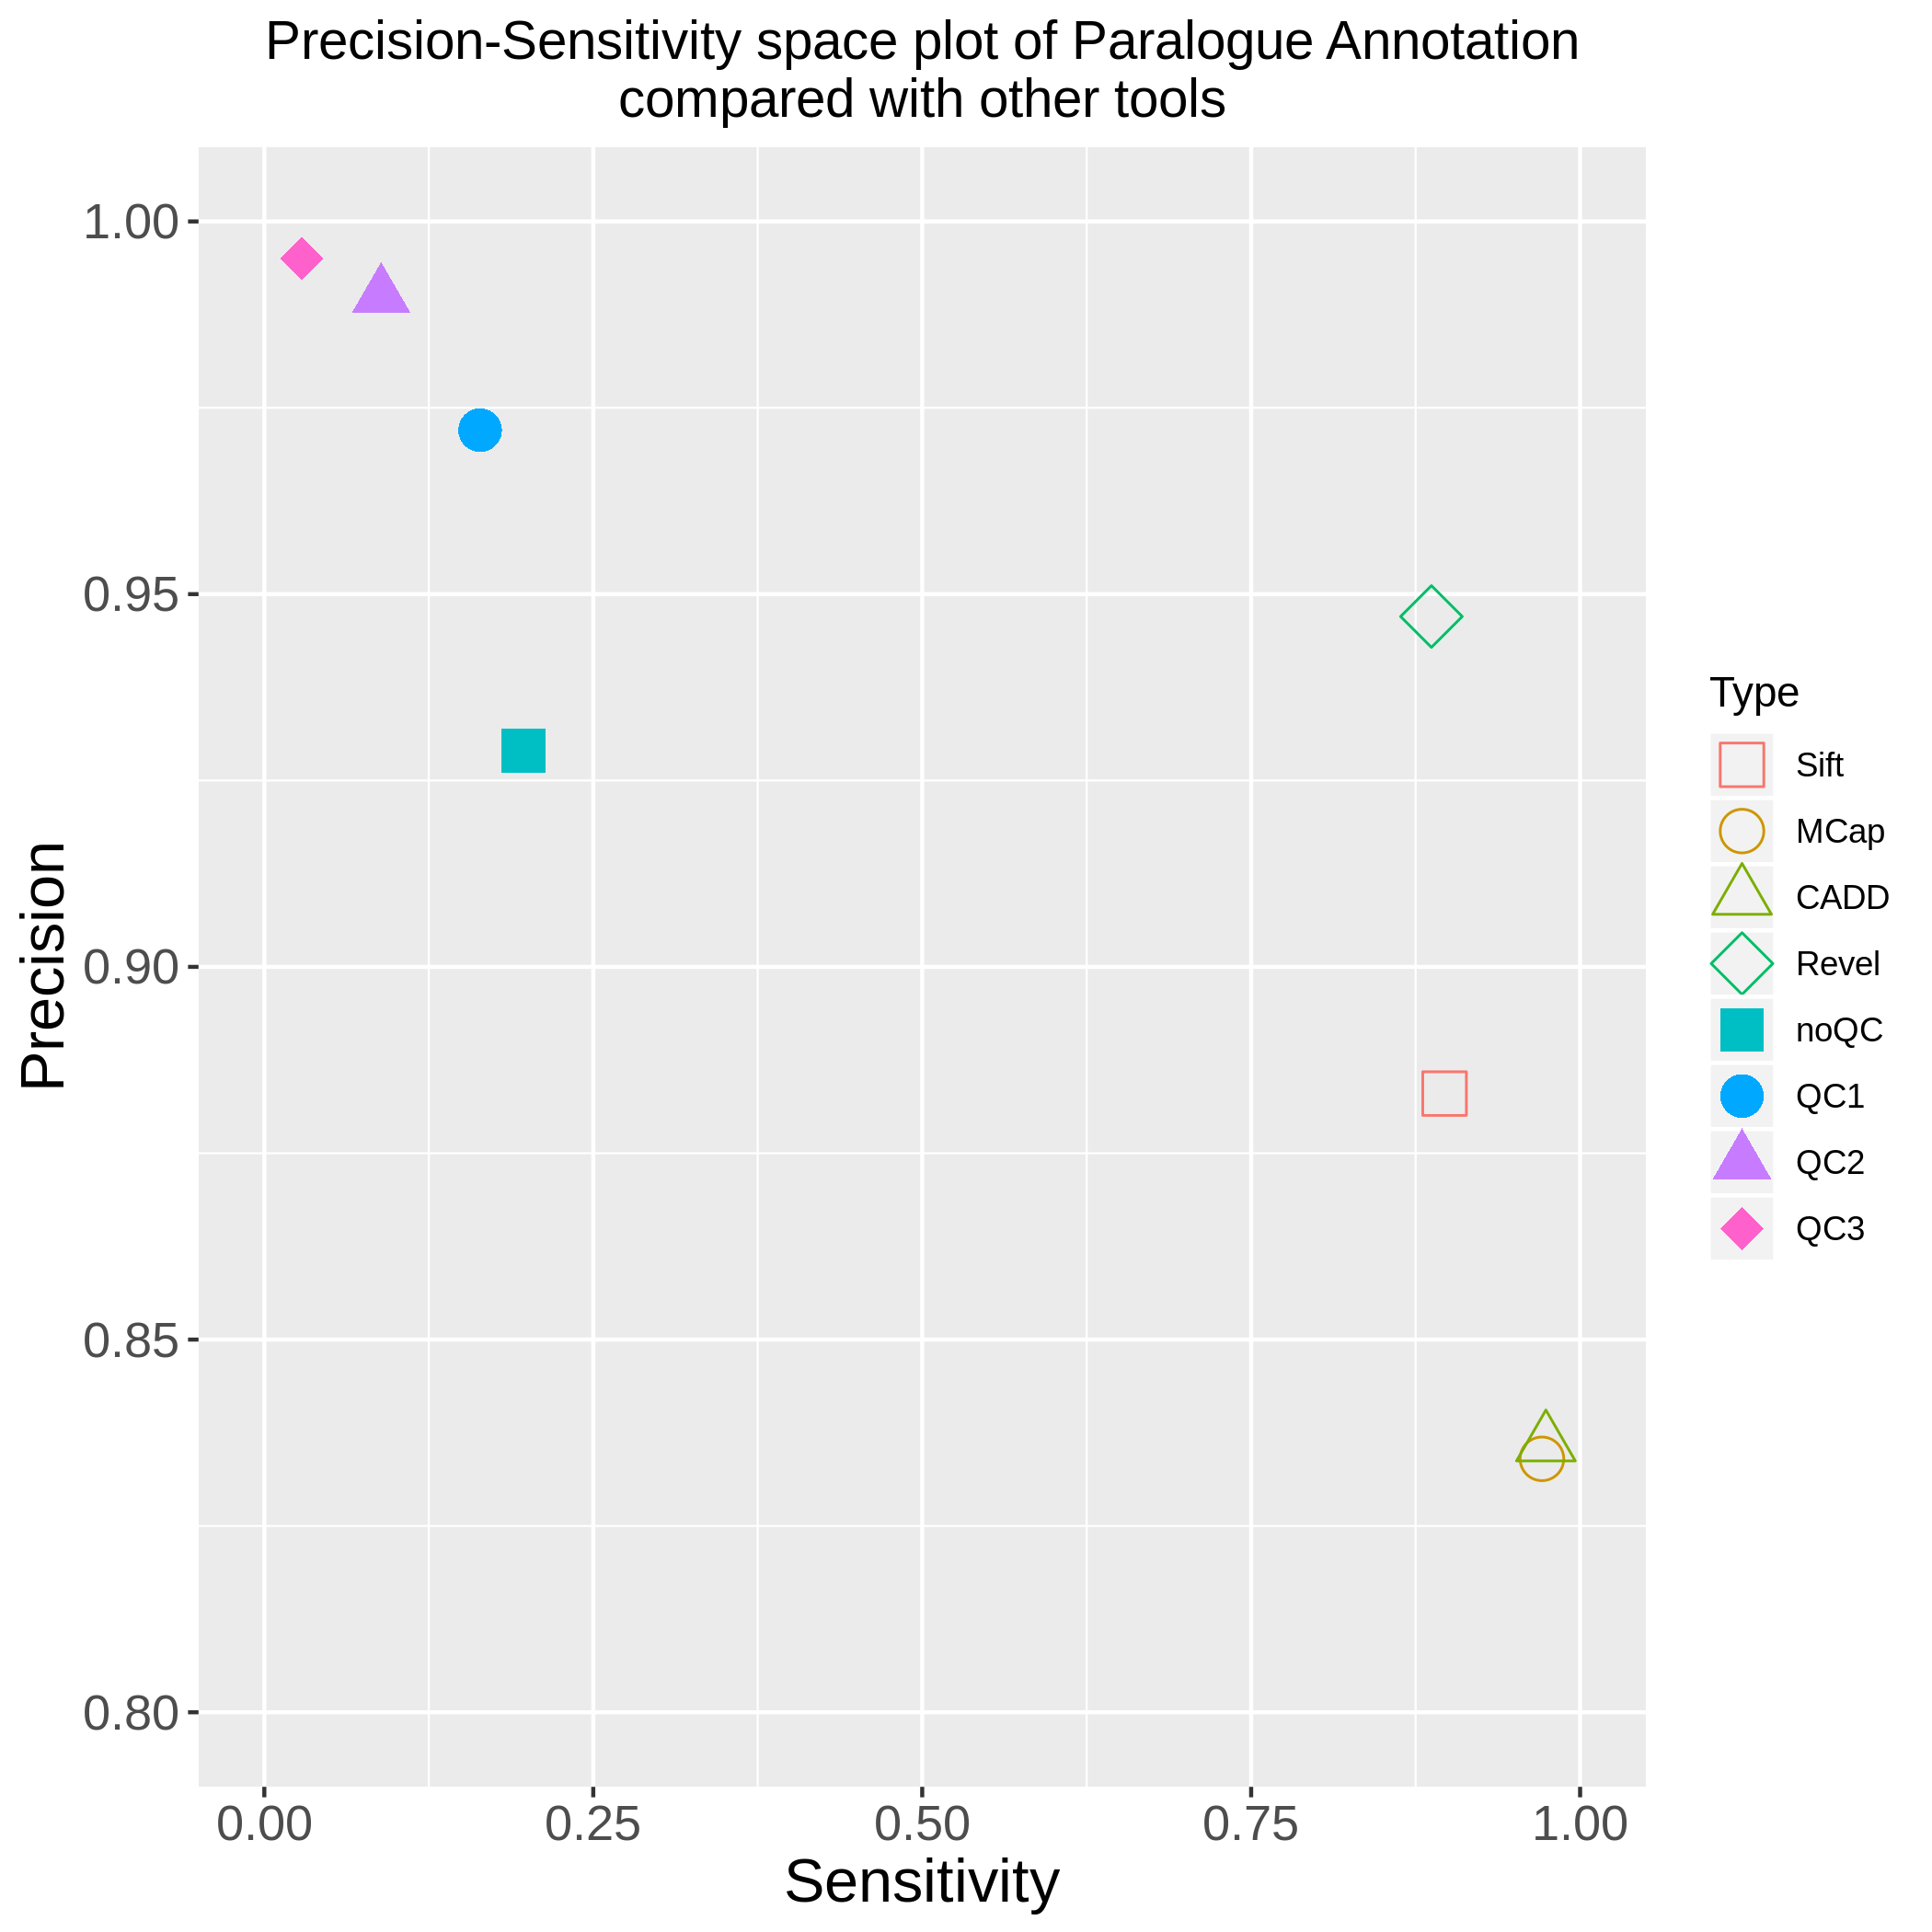 Precision-Sensitivity space plot of Paralogue Annotation
compared with other tools
Precision
1.00
0.95
0.90
0.85
0.80
0.00
0.25
0.50
0.75
1.00
Sensitivity
Type
Sift
MCap
CADD
Revel
noQC
QC1
QC2
QC3